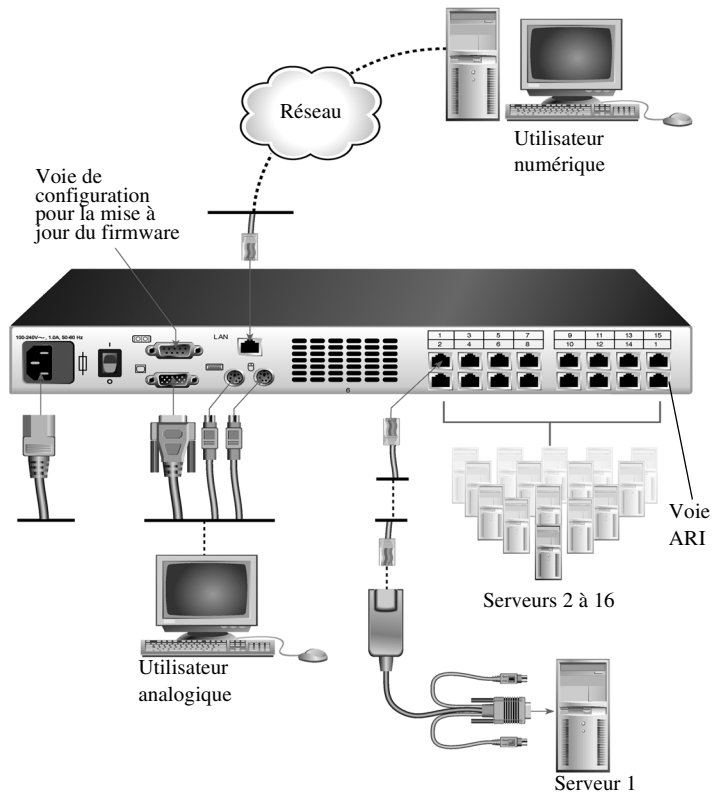 Réseau
Utilisateur
numérique
Voie de
configuration
pour la mise à
jour du firmware
100-240V~, 1.0A, 50-60 Hz
LAN
1 3 5 7
2 4 6 8
9 11 13 15
10 12 14 1
6
Voie
ARI
Serveurs 2 à 16
Utilisateur
analogique
Serveur 1